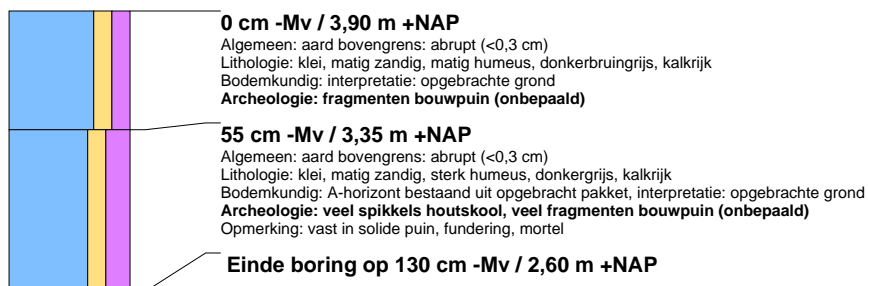 0 cm -Mv / 3,90 m +NAP
Algemeen: aard bovengrens: abrupt (<0,3 cm)
Lithologie: klei, matig zandig, matig humeus, donkerbruingrijs, kalkrijk
Bodemkundig: interpretatie: opgebrachte grond
Archeologie: fragmenten bouwpuin (onbepaald)
55 cm -Mv / 3,35 m +NAP
Algemeen: aard bovengrens: abrupt (<0,3 cm)
Lithologie: klei, matig zandig, sterk humeus, donkergrijs, kalkrijk
Bodemkundig: A-horizont bestaand uit opgebracht pakket, interpretatie: opgebrachte grond
Archeologie: veel spikkels houtskool, veel fragmenten bouwpuin (onbepaald)
Opmerking: vast in solide puin, fundering, mortel
Einde boring op 130 cm -Mv / 2,60 m +NAP